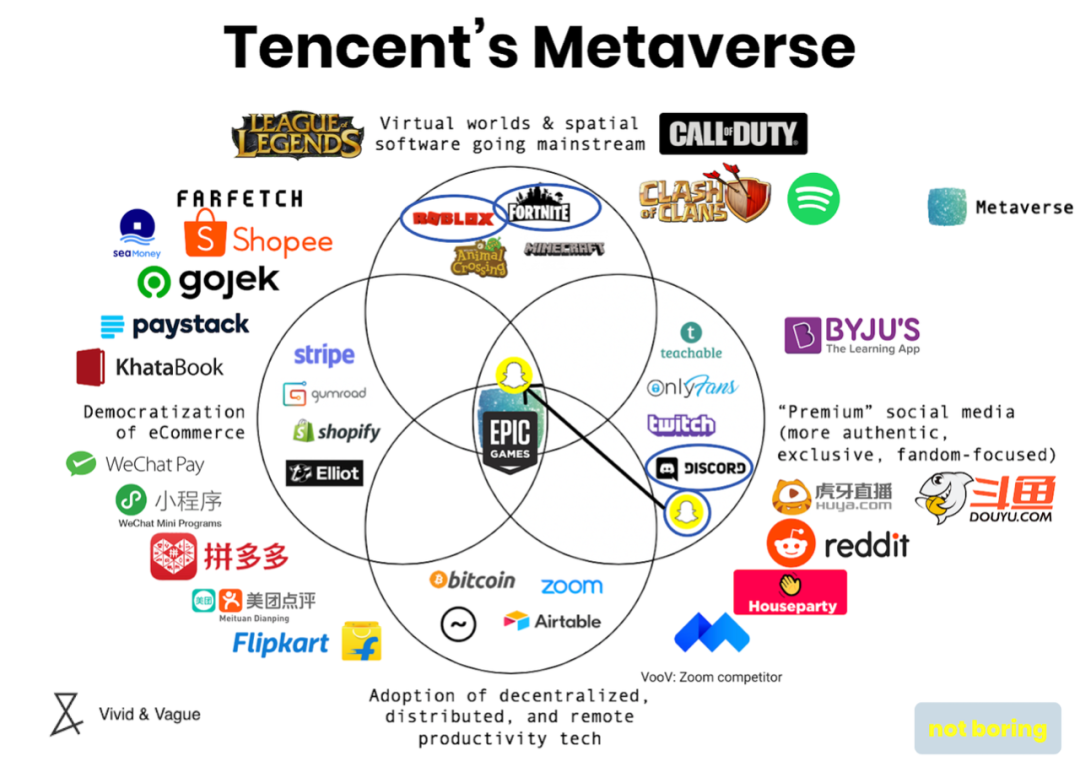 Tencent's Metaverse
LEAGUE of LEGENDS
Virtual worlds & spatial
software going mainstream
CALL OF DUTY
FARFETCH
CLASH OF CLANS
ROBLOX
FORTNITE
Metaverse
sea Money
Shopee
Animal Crossing
MINECRAFT
gojek
paystack
BYJU'S
The Learning App
stripe
teachable
KhataBook
gumroad
OnlyFans
Democratization
of eCommerce
shopify
EPIC
GAMES
twitch
"Premium" social media
(more authentic,
exclusive, fandom-focused)
WeChat Pay
Elliot
DISCORD
小程序
WeChat Mini Programs
虎牙直播
Huya.com
斗鱼
DOUYU.COM
拼
拼多多
reddit
bitcoin
zoom
Houseparty
美团
美团点评
Meituan Dianping
~
Airtable
Flipkart
f
VooV: Zoom competitor
Adoption of decentralized,
distributed, and remote
productivity tech
Vivid & Vague
not boring